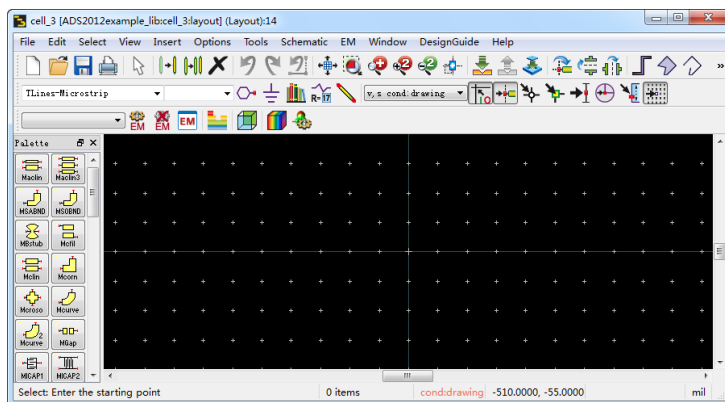 cell_3 [ADS2012example_lib:cell_3:layout] (Layout):14
File Edit Select View Insert Options Tools Schematic EM Window DesignGuide Help
TLines-Microstrip v,s cond:drawing
EM EM EM
Palette
Maclin Maclin3
MSABND MSOBND
MBstub Mcfil
Mclin Mcorn
Mcroso Mcurve
Mcurve MGap
MICAP1 MICAP2
Select: Enter the starting point 0 items cond:drawing -510.0000, -55.0000 mil